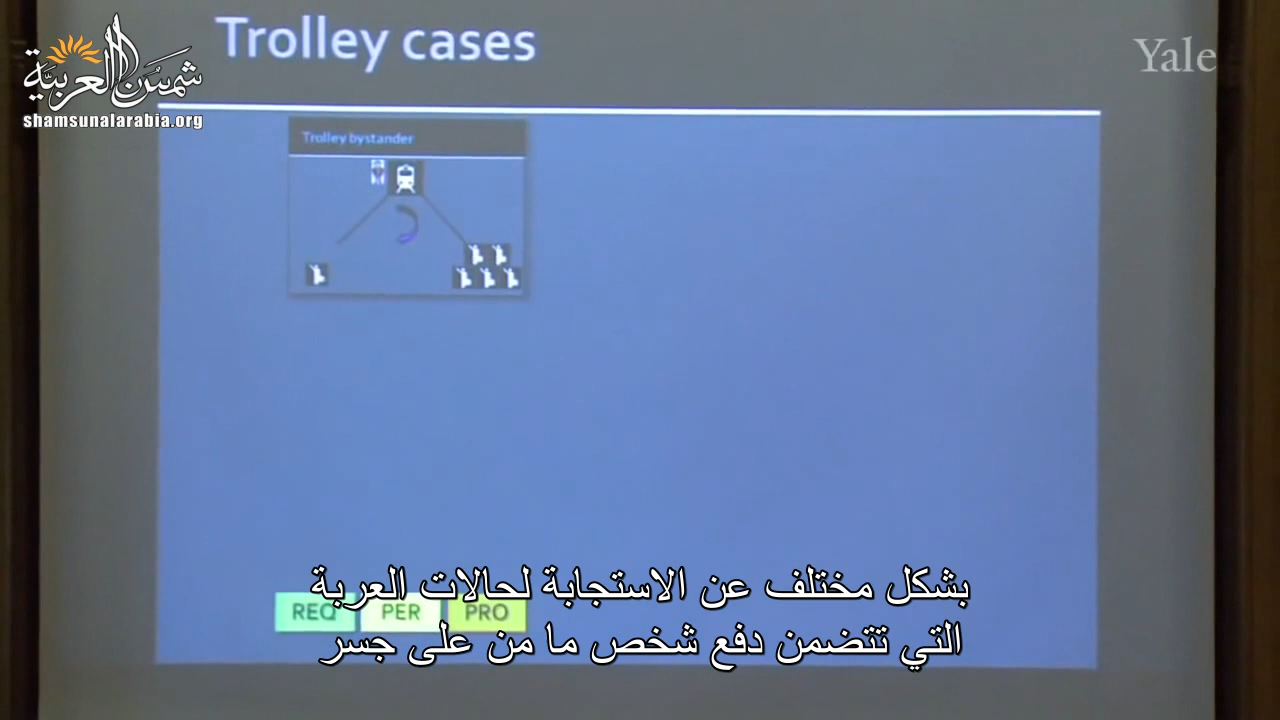 Trolley cases
Yale
شمسُ العربيّة
shamsunalarabia.org
Trolley bystander
REQ PER PRO
بشكل مختلف عن الاستجابة لحالات العربة
التي تتضمن دفع شخص ما من على جسر